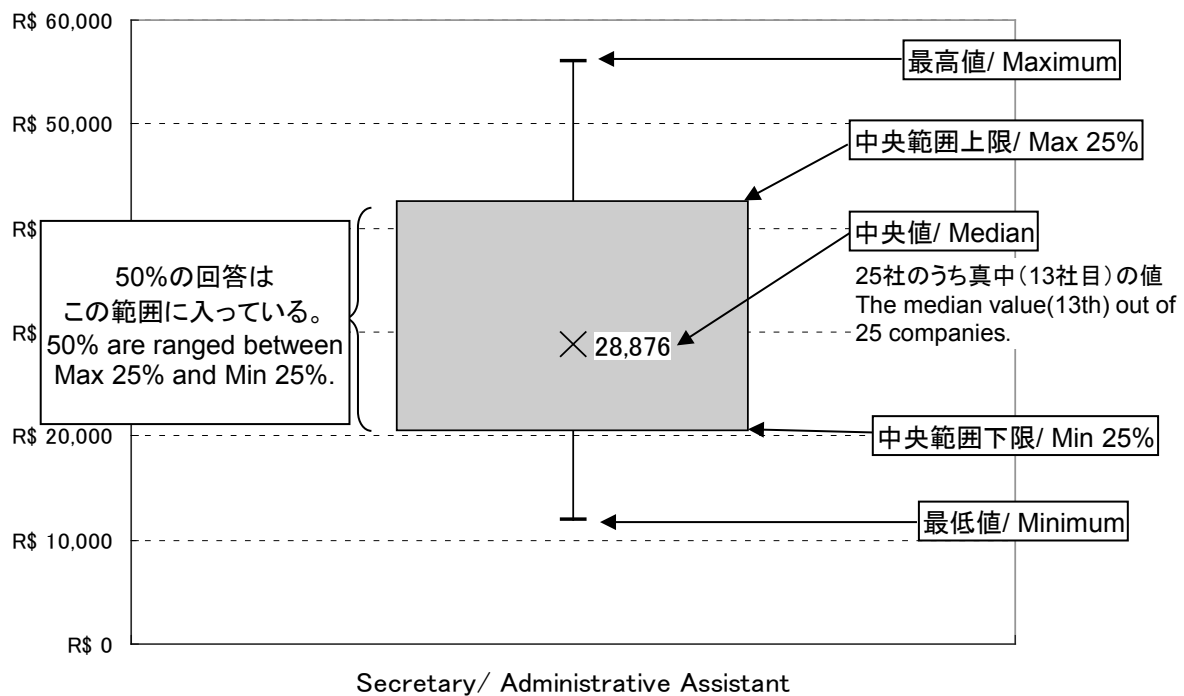 R$ 60,000
最高値/ Maximum
R$ 50,000
中央範囲上限/ Max 25%
R$
中央値/ Median
25社のうち真中(13社目)の値
The median value(13th) out of
25 companies.
50%の回答は
この範囲に入っている。
50% are ranged between
Max 25% and Min 25%.
R$
28,876
R$ 20,000
中央範囲下限/ Min 25%
最低値/ Minimum
R$ 10,000
R$ 0
Secretary/ Administrative Assistant